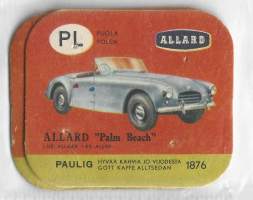 PL
PUOLA
POLEN
ALLARD
ALLARD "Palm Beach"
PAULIG
HYVÄÄ KAHVIA JO VUODESTA
GOTT KAFFE ALLTSEDAN
1876